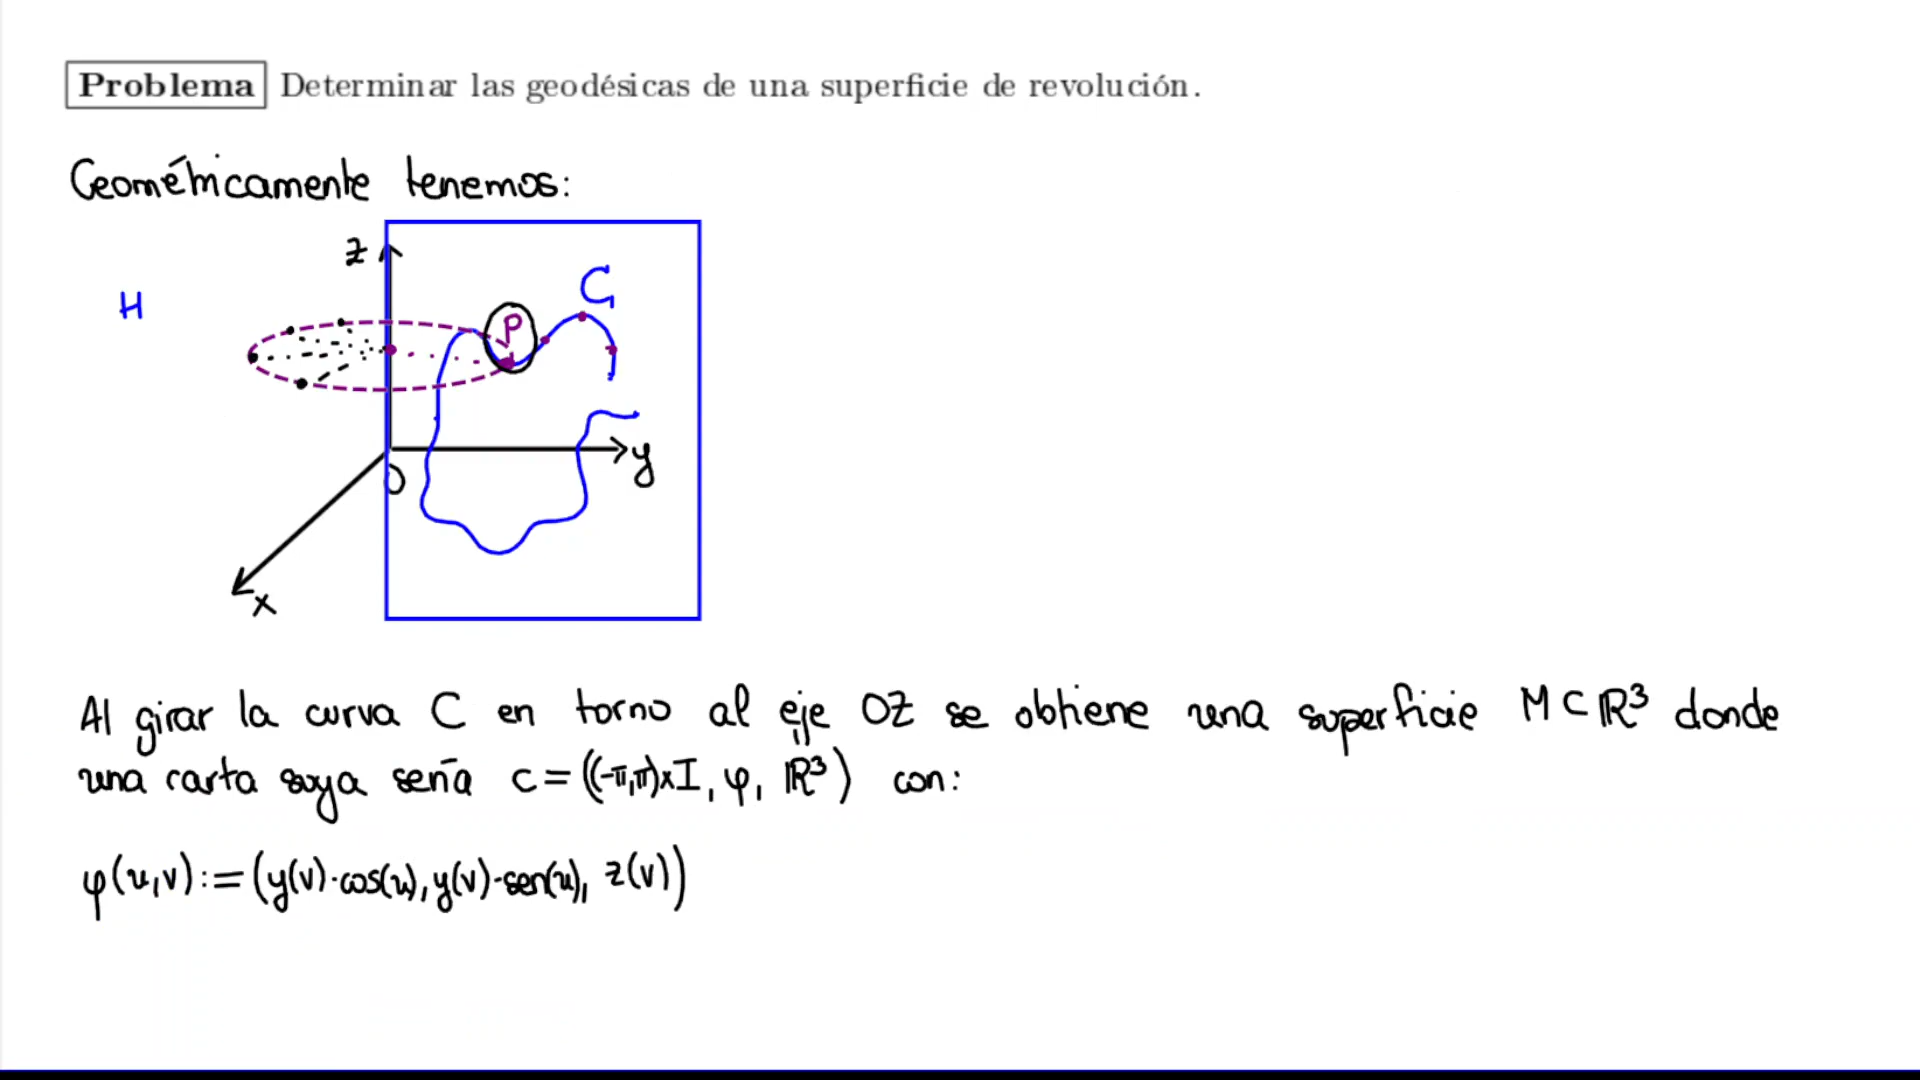 Problema Determinar las geodésicas de una superficie de revolución.
Geométricamente tenemos:
z
C
H
P
y
O
x
Al girar la curva C en torno al eje OZ se obtiene una superficie M ⊂ ℝ³ donde
una carta suya sería c = ((-π,π)×I, φ, ℝ³) con:
φ(u,v) := (y(v)·cos(u), y(v)·sen(u), z(v))